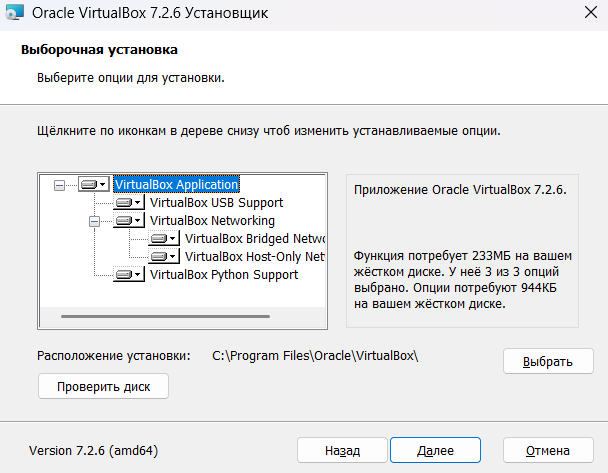 Oracle VirtualBox 7.2.6 Установщик
Выборочная установка
Выберите опции для установки.
Щёлкните по иконкам в дереве снизу чтоб изменить устанавливаемые опции.
VirtualBox Application
VirtualBox USB Support
VirtualBox Networking
VirtualBox Bridged Netwo
VirtualBox Host-Only Net
VirtualBox Python Support
Приложение Oracle VirtualBox 7.2.6.
Функция потребует 233МБ на вашем
жёстком диске. У неё 3 из 3 опций
выбрано. Опции потребуют 944КБ
на вашем жёстком диске.
Расположение установки: C:\Program Files\Oracle\VirtualBox\
Выбрать
Проверить диск
Version 7.2.6 (amd64)
Назад
Далее
Отмена